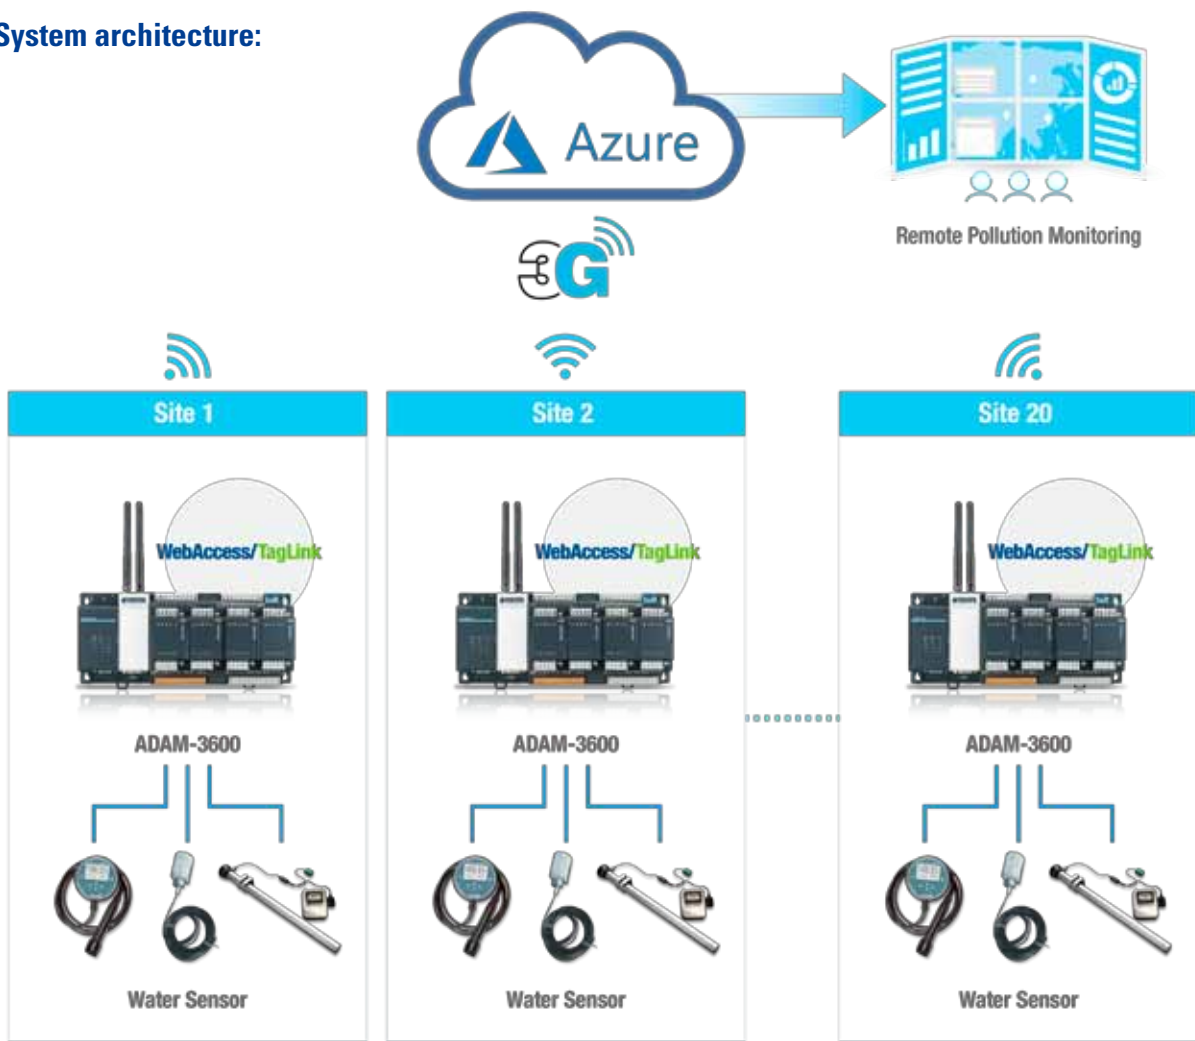 System architecture:
Azure
Remote Pollution Monitoring
3G
Site 1
Site 2
Site 20
WebAccess/TagLink
WebAccess/TagLink
WebAccess/TagLink
ADAM-3600
ADAM-3600
ADAM-3600
Water Sensor
Water Sensor
Water Sensor